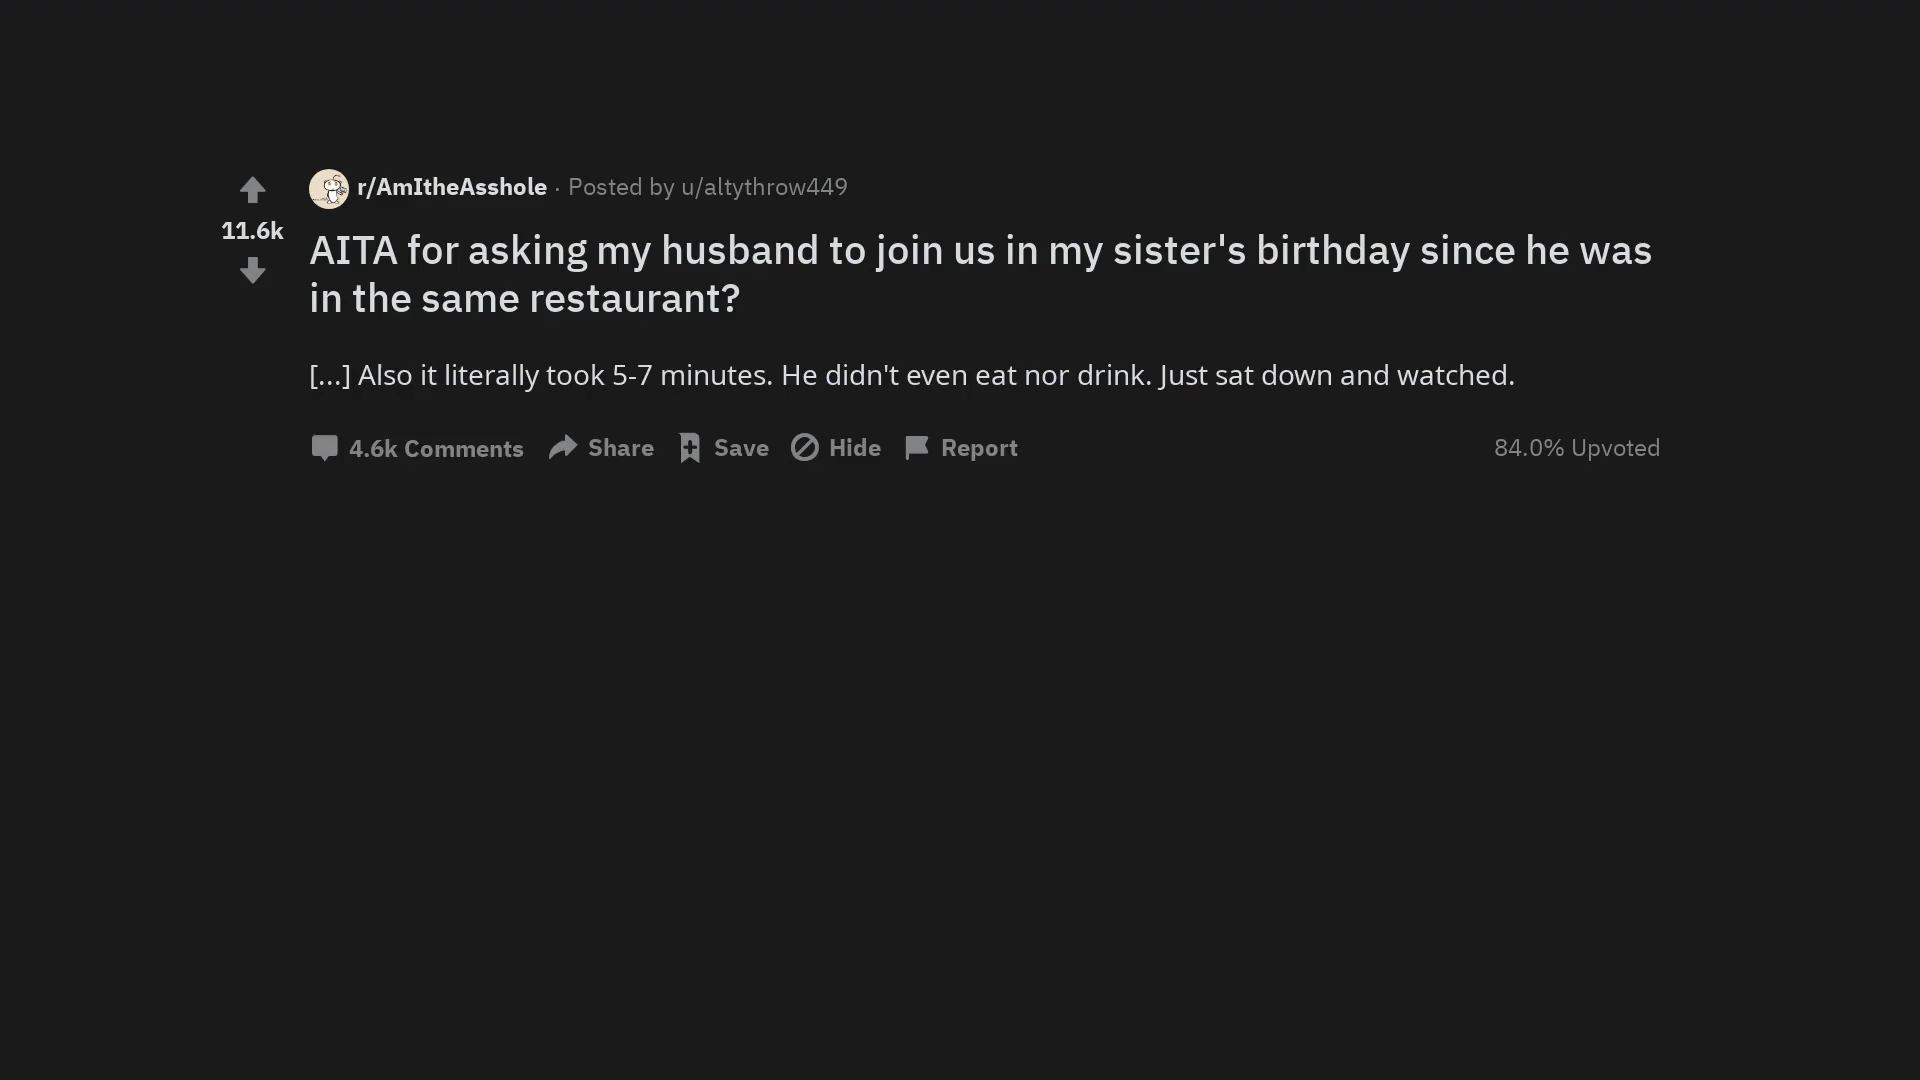 r/AmItheAsshole · Posted by u/altythrow449
11.6k
AITA for asking my husband to join us in my sister's birthday since he was
in the same restaurant?
[...] Also it literally took 5-7 minutes. He didn't even eat nor drink. Just sat down and watched.
4.6k Comments Share Save Hide Report 84.0% Upvoted